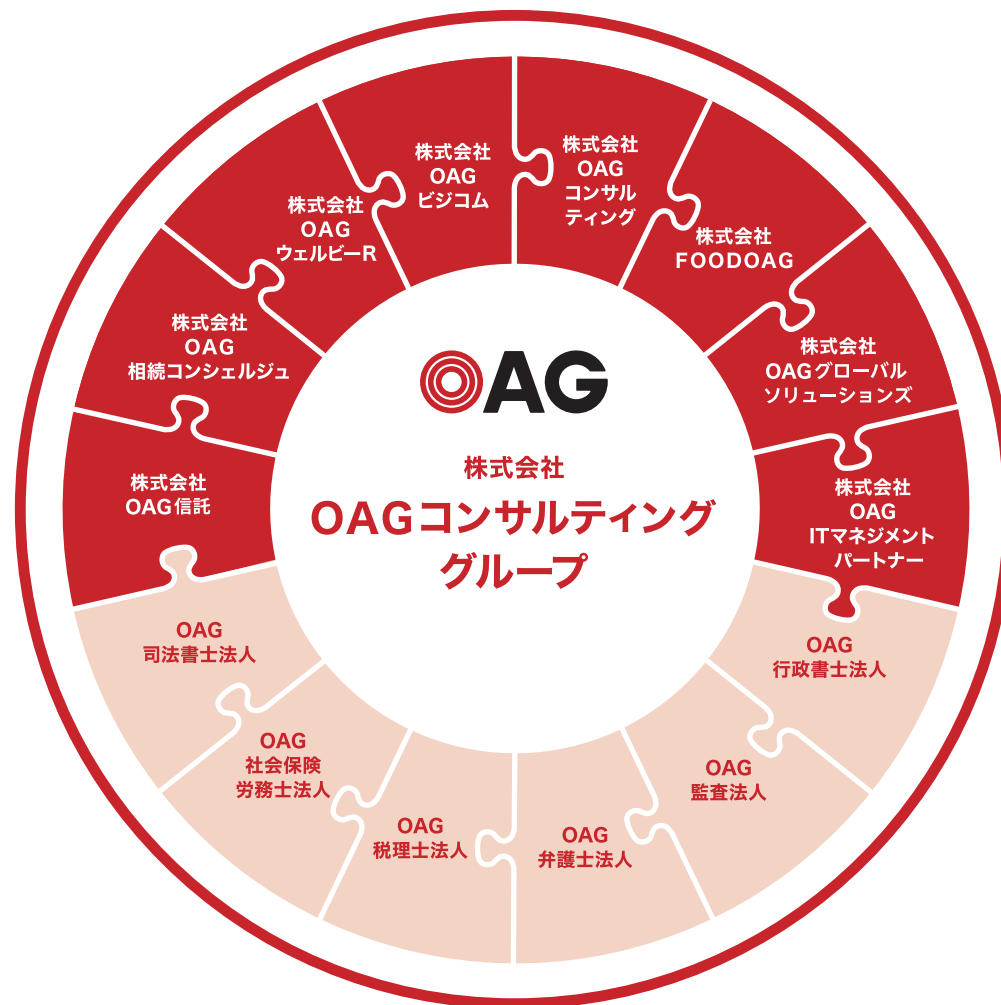 株式会社
OAG
ビジコム
株式会社
OAG
コンサル
ティング
株式会社
OAG
ウェルビーR
株式会社
FOODOAG
株式会社
OAG
相続コンシェルジュ
株式会社
OAGグローバル
ソリューションズ
株式会社
OAG信託
株式会社
OAG
ITマネジメント
パートナー
OAG
株式会社
OAGコンサルティング
グループ
OAG
司法書士法人
OAG
行政書士法人
OAG
社会保険
労務士法人
OAG
監査法人
OAG
税理士法人
OAG
弁護士法人